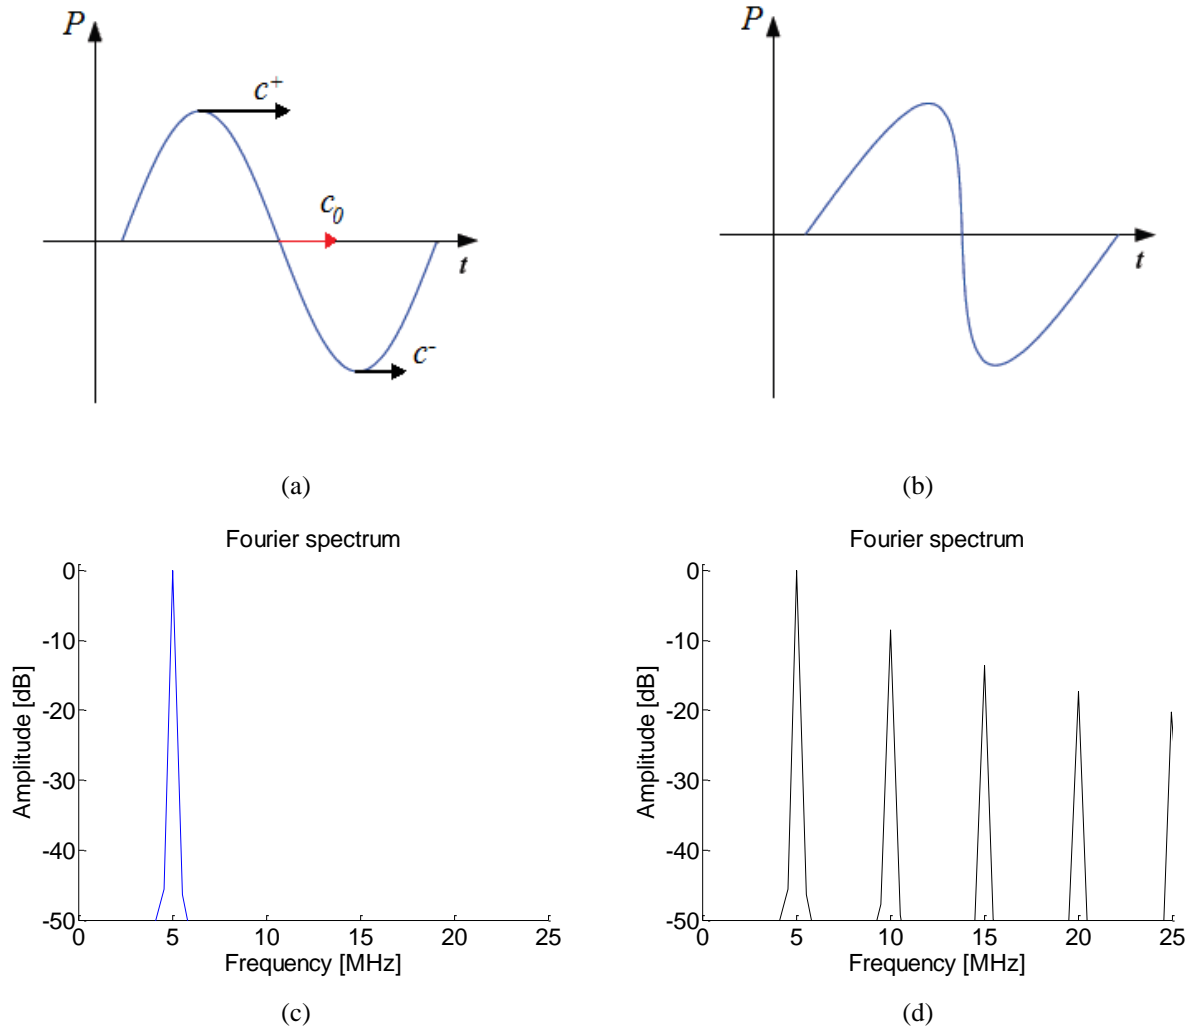 P
c+
c0
t
c-
(a)
P
t
(b)
Fourier spectrum
0
-10
-20
-30
-40
-50
Amplitude [dB]
0 5 10 15 20 25
Frequency [MHz]
(c)
Fourier spectrum
0
-10
-20
-30
-40
-50
Amplitude [dB]
0 5 10 15 20 25
Frequency [MHz]
(d)